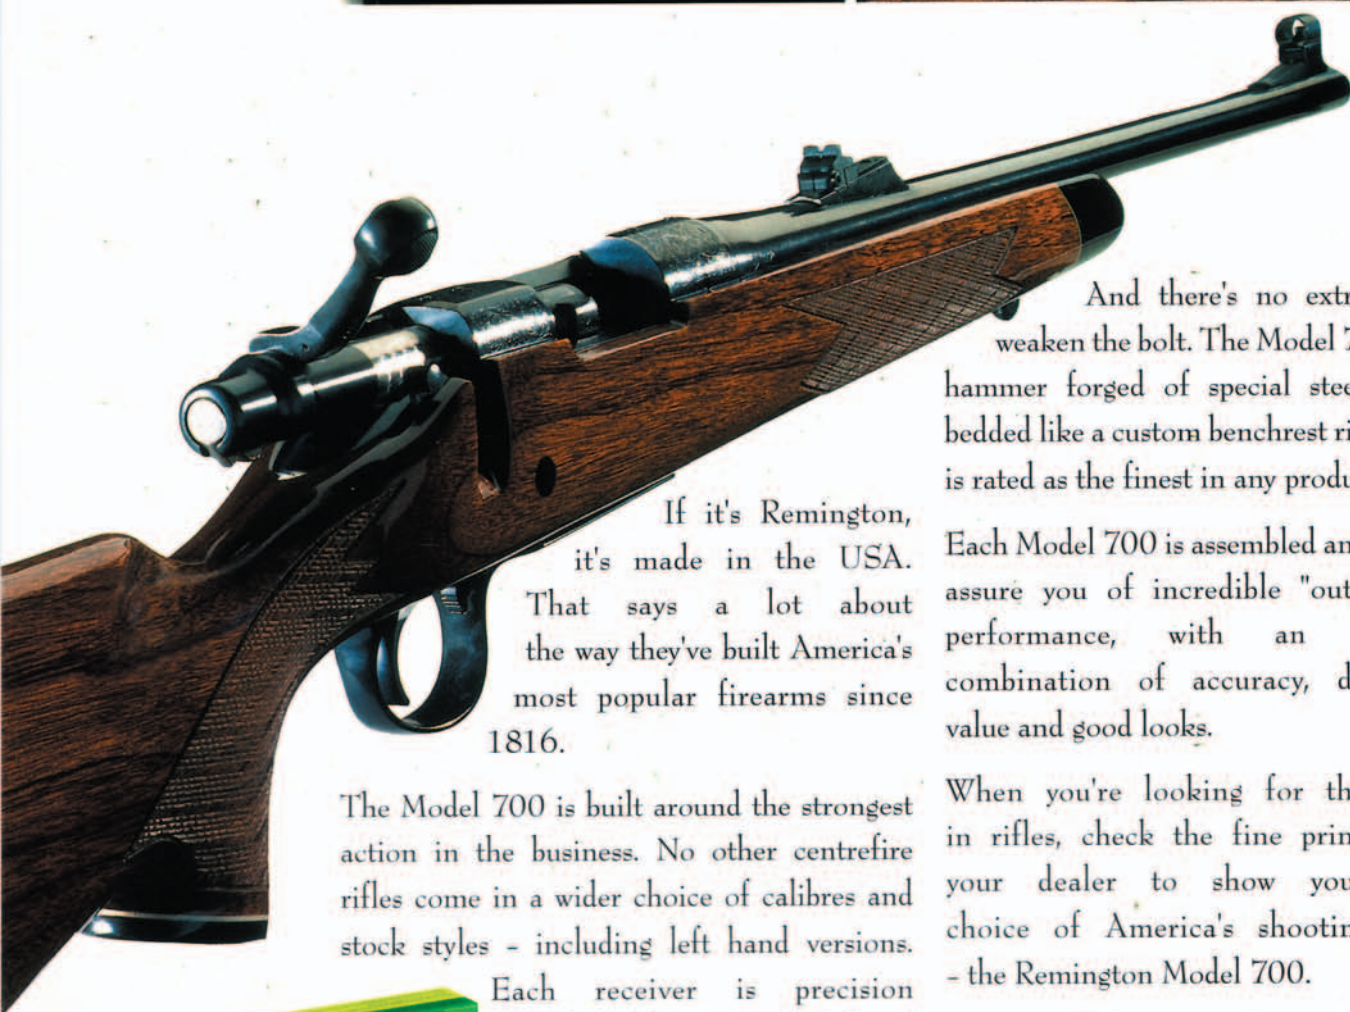 If it's Remington,
it's made in the USA.
That says a lot about
the way they've built America's
most popular firearms since
1816.
The Model 700 is built around the strongest
action in the business. No other centrefire
rifles come in a wider choice of calibres and
stock styles - including left hand versions.
Each receiver is precision
And there's no
weaken the bolt. The Model
hammer forged of special
bedded like a custom benchrest
is rated as the finest in any
Each Model 700 is assembled
assure you of incredible
performance, with an
combination of accuracy,
value and good looks.
When you're looking for
in rifles, check the fine
your dealer to show
choice of America's
- the Remington Model 700.